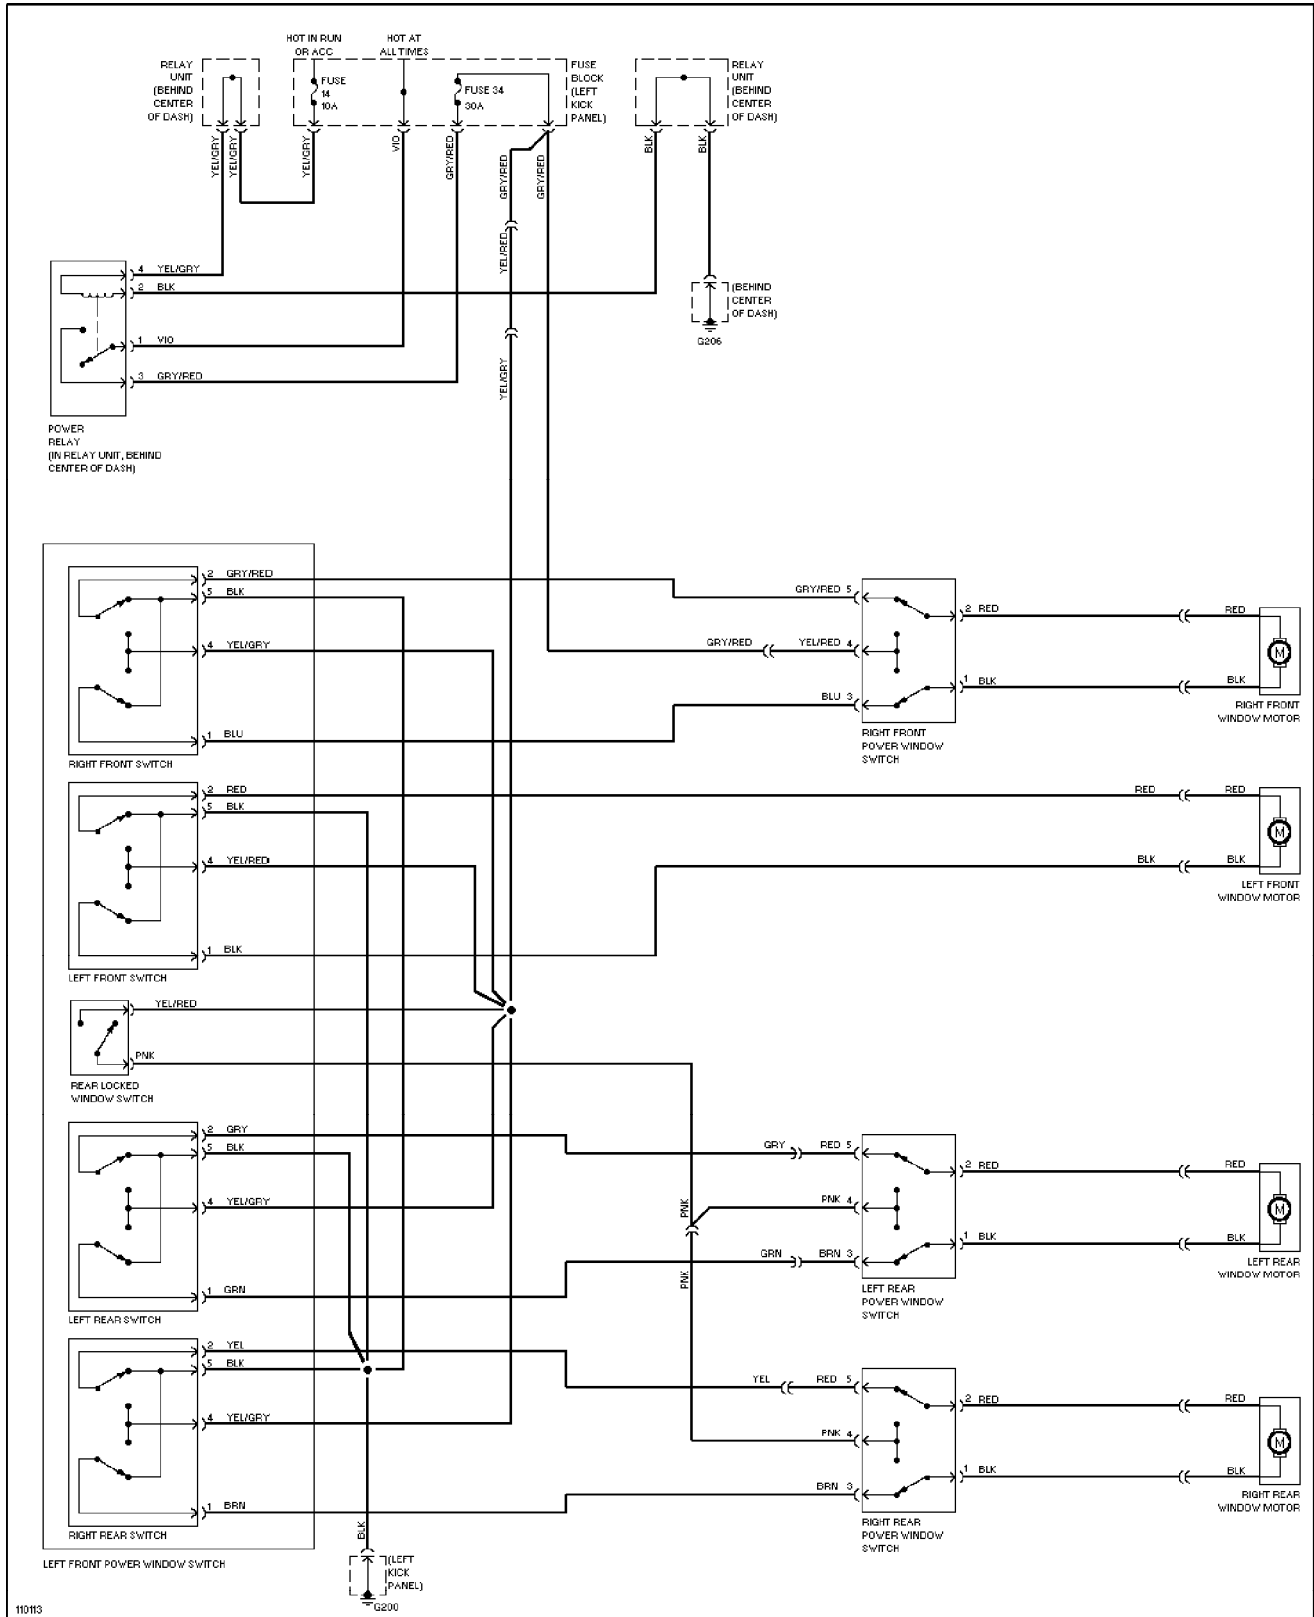 HOT IN RUN
OR ACC
HOT AT
ALL TIMES
RELAY
UNIT
(BEHIND
CENTER
OF DASH)
FUSE
14
10A
FUSE 34
30A
FUSE
BLOCK
(LEFT
KICK
PANEL)
RELAY
UNIT
(BEHIND
CENTER
OF DASH)
YEL/GRY
YEL/GRY
YEL/GRY
VIO
GRY/RED
GRY/RED
GRY/RED
BLK
BLK
YEL/RED
4 YEL/GRY
2 BLK
1 VIO
3 GRY/RED
(BEHIND
CENTER
OF DASH)
G206
YEL/GRY
POWER
RELAY
(IN RELAY UNIT, BEHIND
CENTER OF DASH)
2 GRY/RED
5 BLK
4 YEL/GRY
1 BLU
RIGHT FRONT SWITCH
GRY/RED 5
GRY/RED
YEL/RED 4
BLU 3
2 RED
1 BLK
RED
BLK
RIGHT FRONT
POWER WINDOW
SWITCH
M
RIGHT FRONT
WINDOW MOTOR
2 RED
5 BLK
4 YEL/RED
1 BLK
LEFT FRONT SWITCH
RED
RED
BLK
BLK
M
LEFT FRONT
WINDOW MOTOR
YEL/RED
PNK
REAR LOCKED
WINDOW SWITCH
2 GRY
5 BLK
4 YEL/GRY
1 GRN
LEFT REAR SWITCH
GRY
RED 5
PNK
PNK 4
GRN
BRN 3
PNK
2 RED
1 BLK
RED
BLK
LEFT REAR
POWER WINDOW
SWITCH
M
LEFT REAR
WINDOW MOTOR
2 YEL
5 BLK
4 YEL/GRY
1 BRN
RIGHT REAR SWITCH
YEL
RED 5
PNK 4
BRN 3
2 RED
1 BLK
RED
BLK
RIGHT REAR
POWER WINDOW
SWITCH
M
RIGHT REAR
WINDOW MOTOR
LEFT FRONT POWER WINDOW SWITCH
BLK
(LEFT
KICK
PANEL)
G200
110113